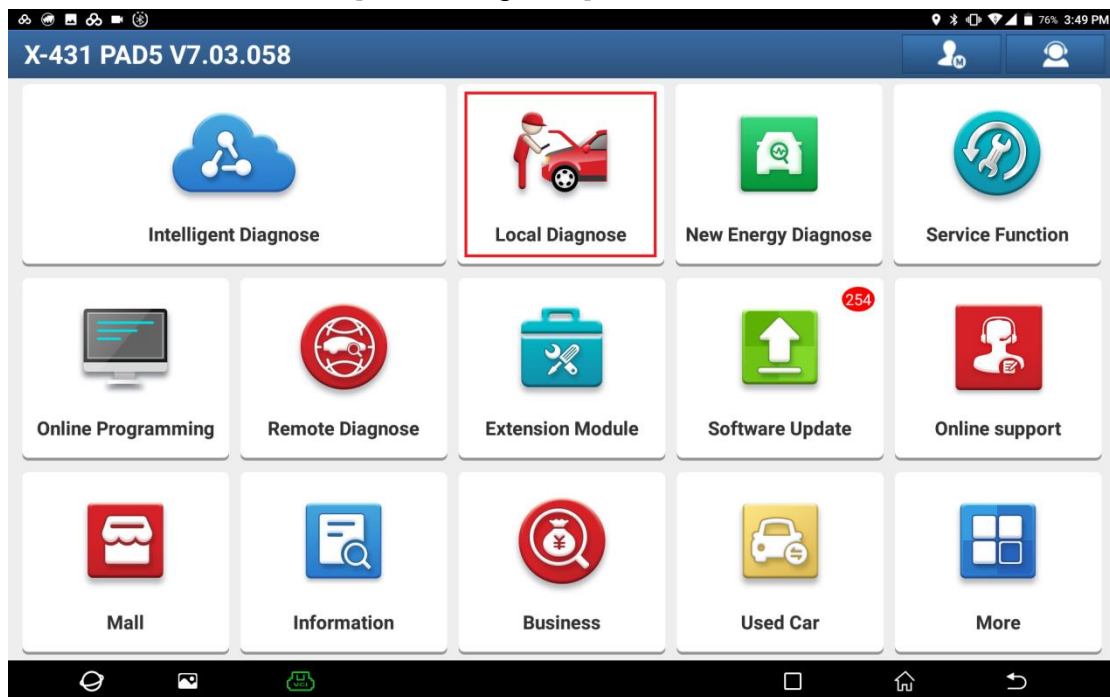 76% 3:49 PM
X-431 PAD5 V7.03.058
M
Intelligent Diagnose
Local Diagnose
New Energy Diagnose
Service Function
254
Online Programming
Remote Diagnose
Extension Module
Software Update
Online support
¥
Mall
Information
Business
Used Car
More
VCI